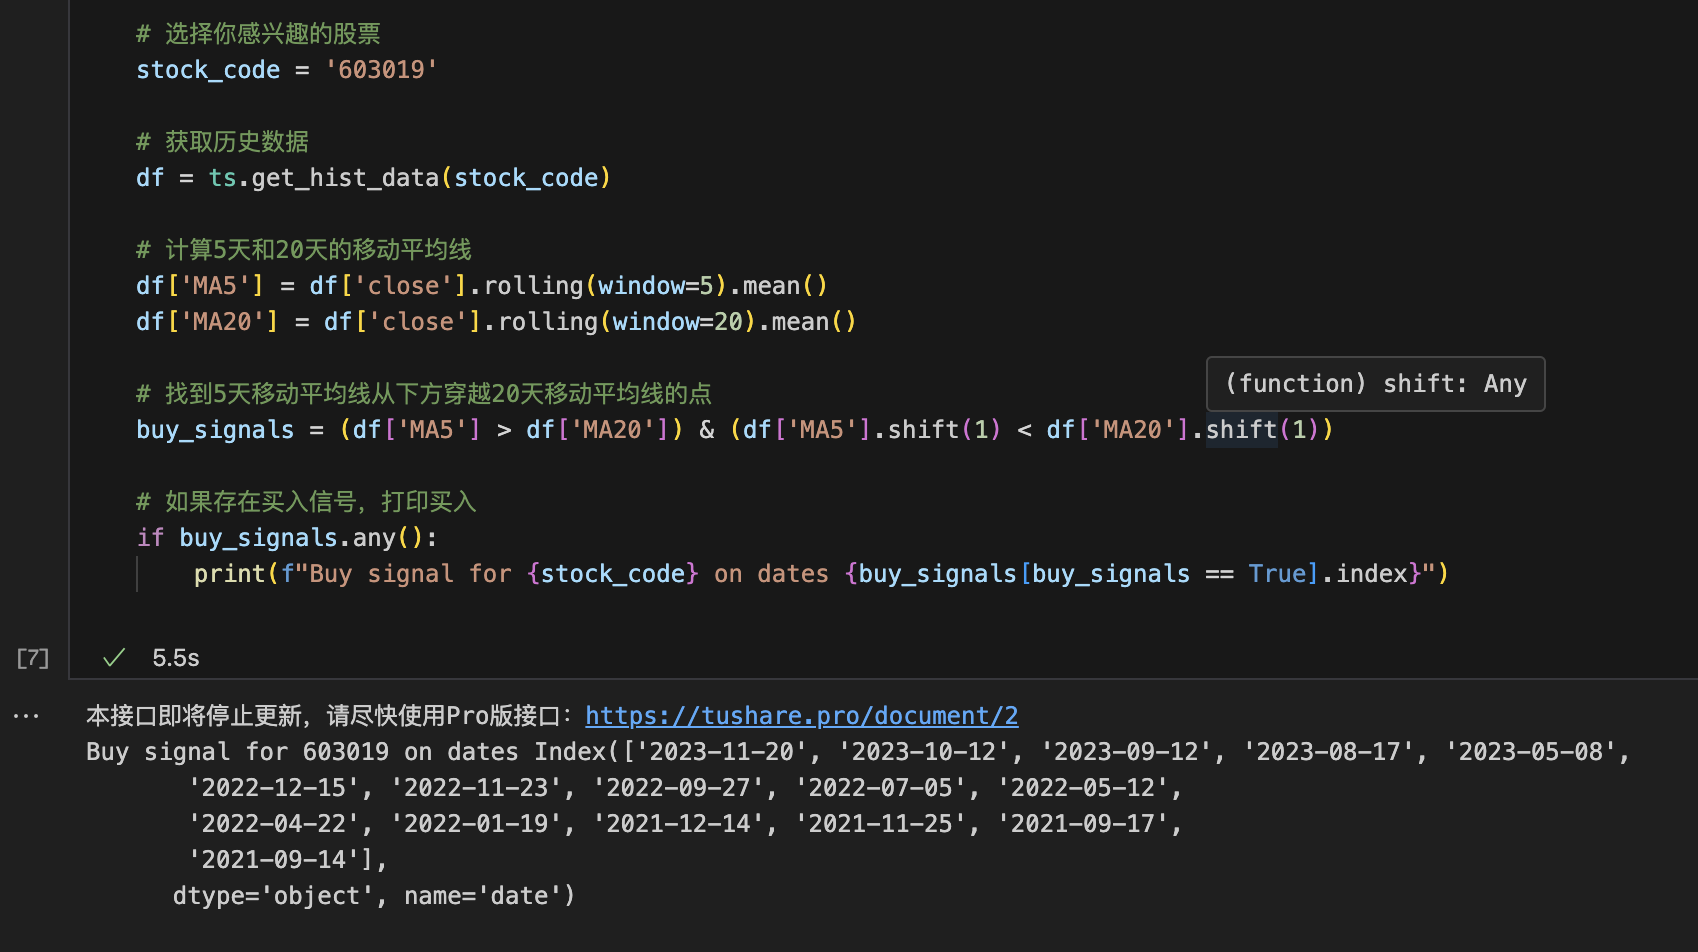 # 选择你感兴趣的股票
stock_code = '603019'
# 获取历史数据
df = ts.get_hist_data(stock_code)
# 计算5天和20天的移动平均线
df['MA5'] = df['close'].rolling(window=5).mean()
df['MA20'] = df['close'].rolling(window=20).mean()
(function) shift: Any
# 找到5天移动平均线从下方穿越20天移动平均线的点
buy_signals = (df['MA5'] > df['MA20']) & (df['MA5'].shift(1) < df['MA20'].shift(1))
# 如果存在买入信号，打印买入
if buy_signals.any():
    print(f"Buy signal for {stock_code} on dates {buy_signals[buy_signals == True].index}")
[7] ✓ 5.5s
... 本接口即将停止更新，请尽快使用Pro版接口：https://tushare.pro/document/2
Buy signal for 603019 on dates Index(['2023-11-20', '2023-10-12', '2023-09-12', '2023-08-17', '2023-05-08',
       '2022-12-15', '2022-11-23', '2022-09-27', '2022-07-05', '2022-05-12',
       '2022-04-22', '2022-01-19', '2021-12-14', '2021-11-25', '2021-09-17',
       '2021-09-14'],
      dtype='object', name='date')